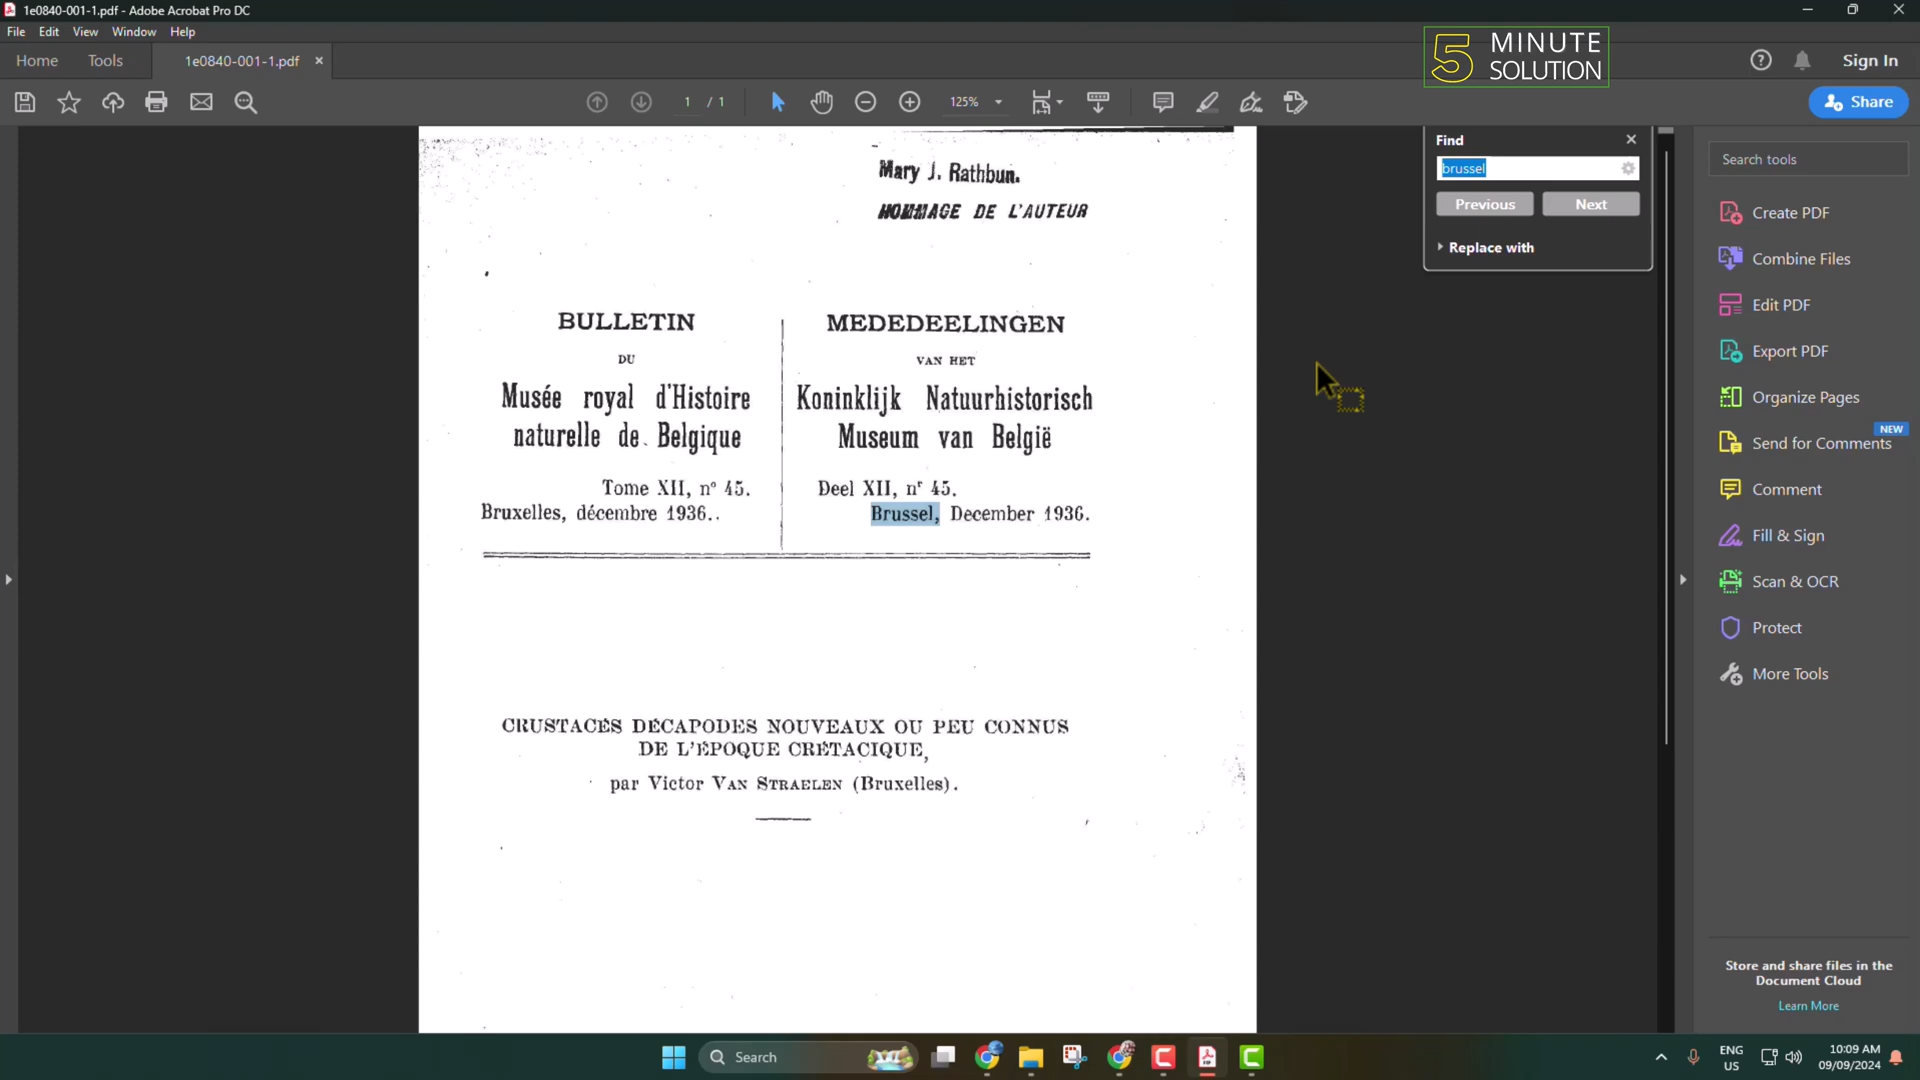 1e0840-001-1.pdf - Adobe Acrobat Pro DC
File Edit View Window Help
Home Tools 1e0840-001-1.pdf ×
5 MINUTE SOLUTION
Sign In
1 / 1
125%
Share
Find
brussel
Previous Next
Replace with
Search tools
Create PDF
Combine Files
Edit PDF
Export PDF
Organize Pages
NEW
Send for Comments
Comment
Fill & Sign
Scan & OCR
Protect
More Tools
Store and share files in the
Document Cloud
Learn More
Mary J. Rathbun.
HOMMAGE DE L'AUTEUR
BULLETIN
DU
Musée royal d'Histoire
naturelle de Belgique
Tome XII, n° 45.
Bruxelles, décembre 1936..
MEDEDEELINGEN
VAN HET
Koninklijk Natuurhistorisch
Museum van België
Deel XII, nr 45.
Brussel, December 1936.
CRUSTACÉS DÉCAPODES NOUVEAUX OU PEU CONNUS
DE L'ÉPOQUE CRÉTACIQUE,
par Victor VAN STRAELEN (Bruxelles).
Search
ENG
US
10:09 AM
09/09/2024